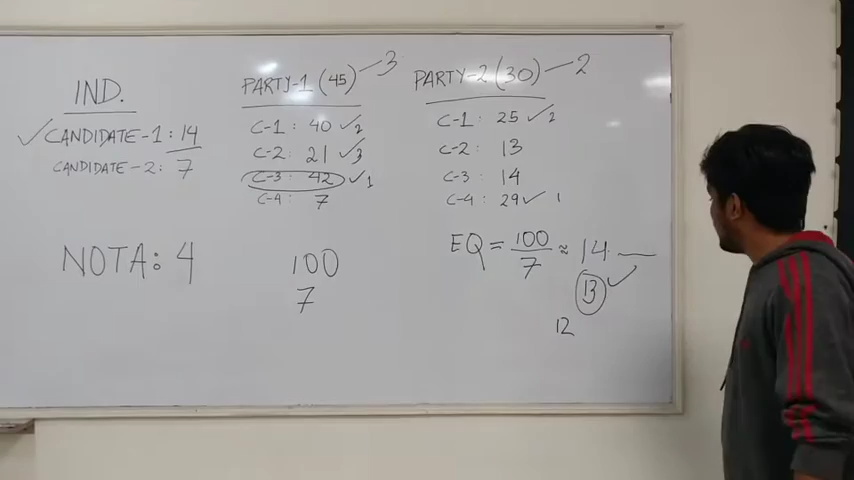 IND.
✓ CANDIDATE-1 : 14
CANDIDATE-2 : 7
NOTA: 4
PARTY-1 (45) — 3
C-1 : 40 ✓ 2
C-2 : 21 ✓ 3
C-3 : 42 ✓ 1
C-4 : 7
100
7
PARTY-2 (30) — 2
C-1 : 25 ✓ 2
C-2 : 13
C-3 : 14
C-4 : 29 ✓ 1
EQ = 100/7 ≈ 14. —
13 ✓
12